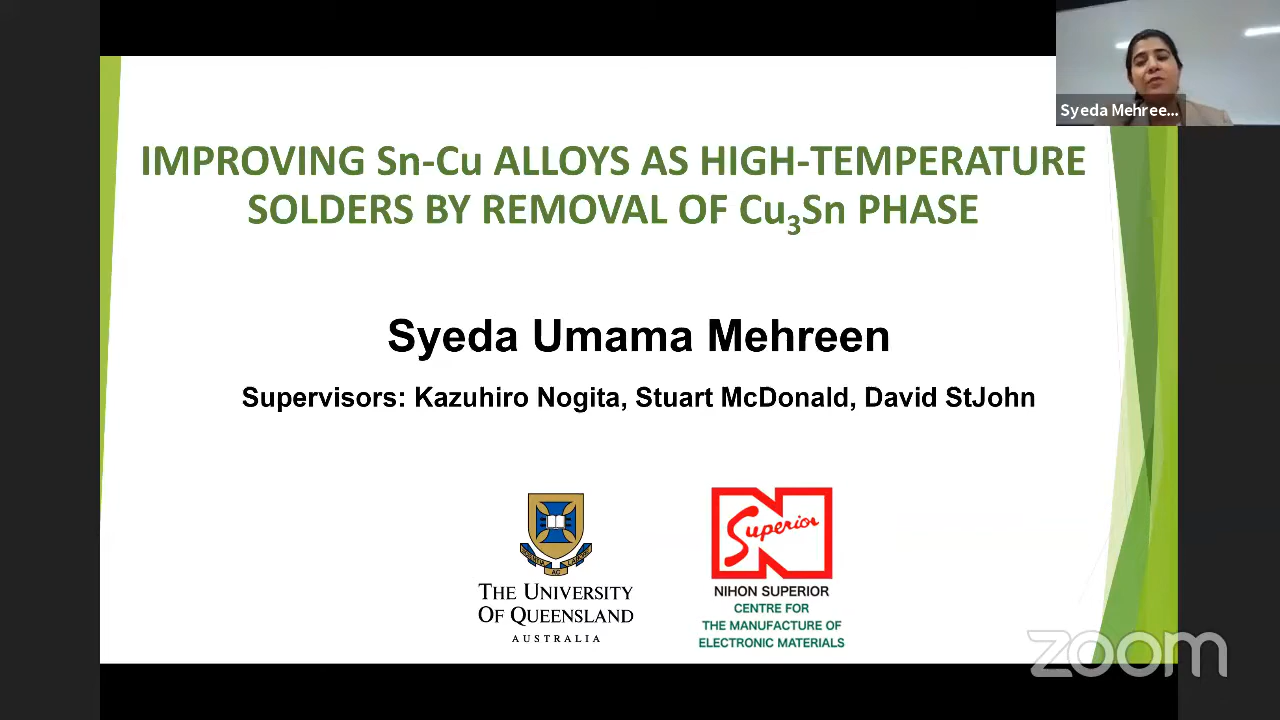 Syeda Mehree...
IMPROVING Sn-Cu ALLOYS AS HIGH-TEMPERATURE
SOLDERS BY REMOVAL OF Cu₃Sn PHASE
Syeda Umama Mehreen
Supervisors: Kazuhiro Nogita, Stuart McDonald, David StJohn
THE UNIVERSITY
OF QUEENSLAND
AUSTRALIA
Superior
NIHON SUPERIOR
CENTRE FOR
THE MANUFACTURE OF
ELECTRONIC MATERIALS
zoom